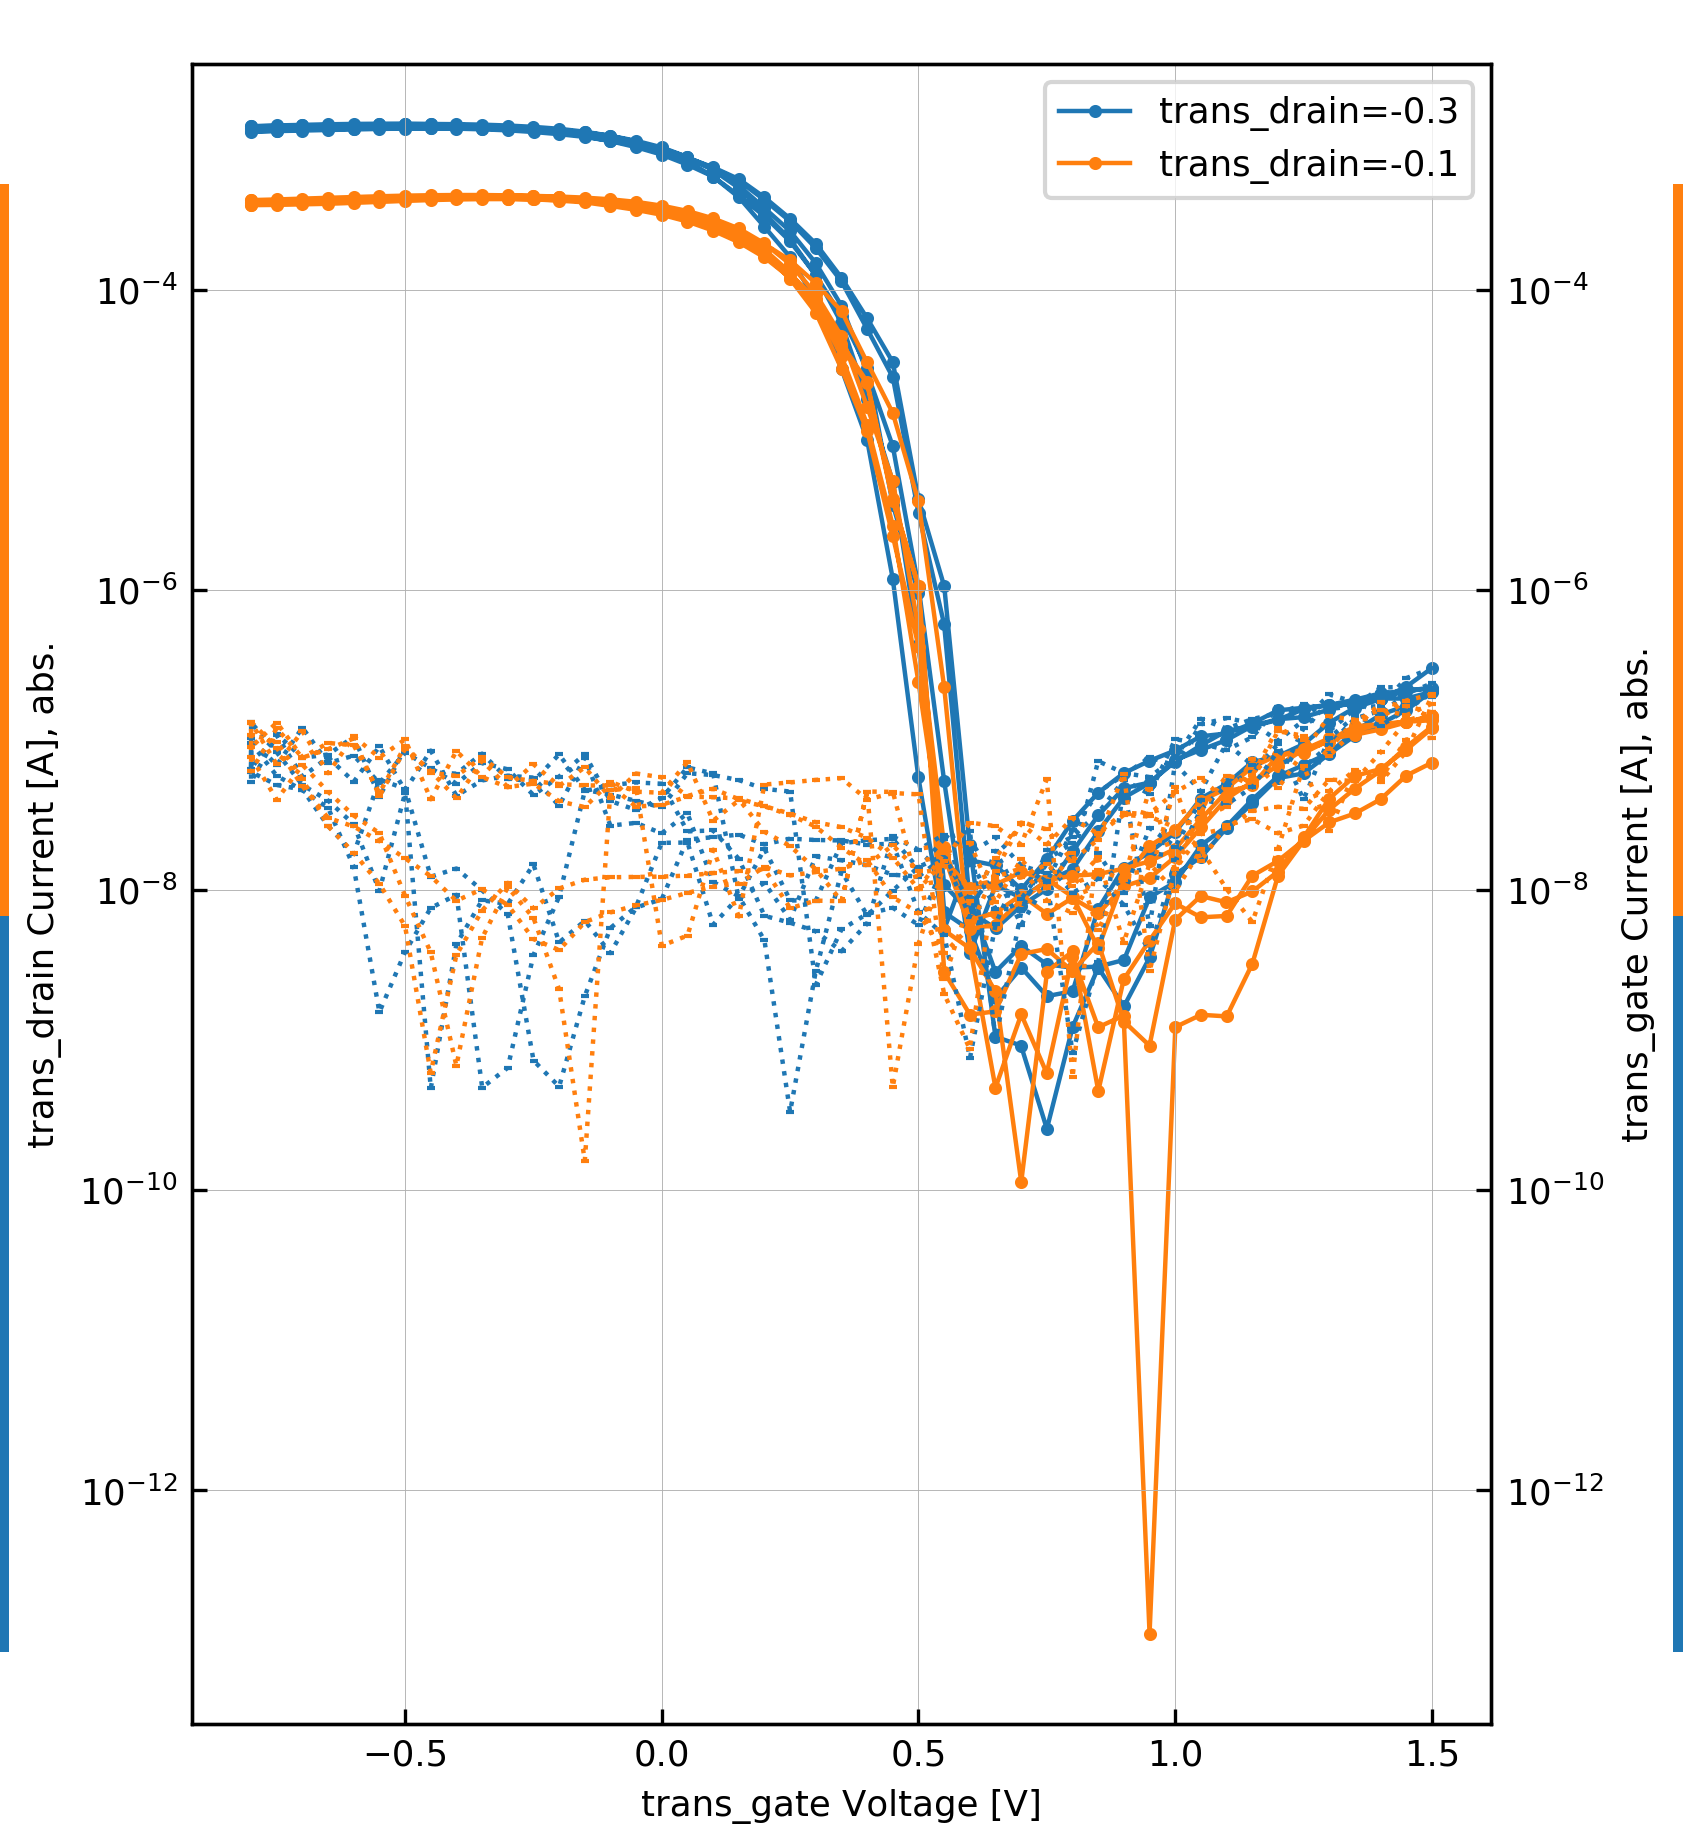 trans_drain=-0.3
trans_drain=-0.1
10⁻⁴
10⁻⁶
10⁻⁸
10⁻¹⁰
10⁻¹²
trans_drain Current [A], abs.
10⁻⁴
10⁻⁶
10⁻⁸
10⁻¹⁰
10⁻¹²
trans_gate Current [A], abs.
−0.5 0.0 0.5 1.0 1.5
trans_gate Voltage [V]